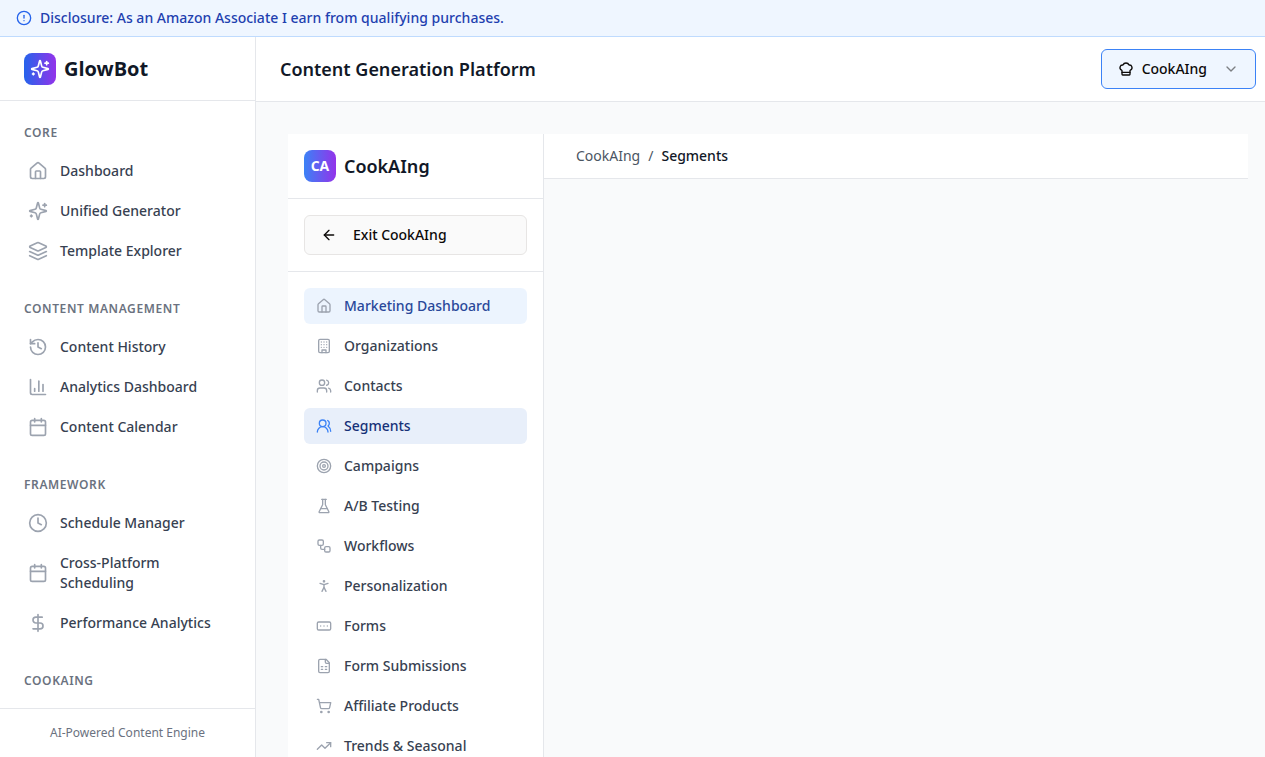 Disclosure: As an Amazon Associate I earn from qualifying purchases.
GlowBot
Content Generation Platform
CookAIng
CORE
Dashboard
Unified Generator
Template Explorer
CONTENT MANAGEMENT
Content History
Analytics Dashboard
Content Calendar
FRAMEWORK
Schedule Manager
Cross-Platform
Scheduling
Performance Analytics
COOKAING
AI-Powered Content Engine
CA CookAIng
Exit CookAIng
Marketing Dashboard
Organizations
Contacts
Segments
Campaigns
A/B Testing
Workflows
Personalization
Forms
Form Submissions
Affiliate Products
Trends & Seasonal
CookAIng / Segments